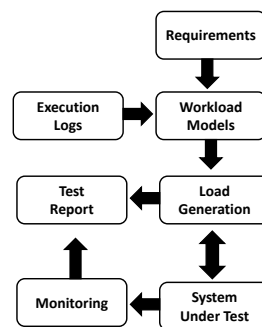 Requirements
Execution
Logs
Workload
Models
Test
Report
Load
Generation
Monitoring
System
Under Test